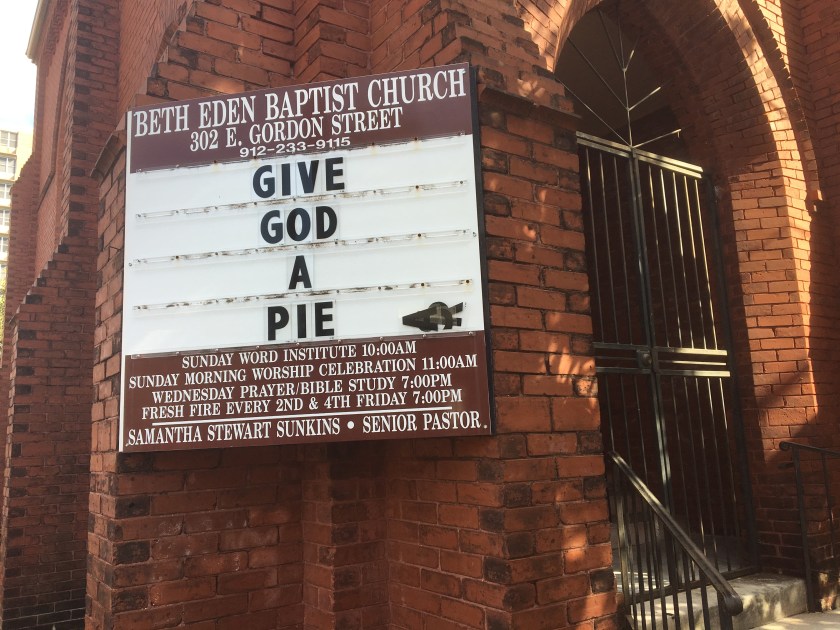 BETH EDEN BAPTIST CHURCH
302 E. GORDON STREET
912-233-9115
GIVE
GOD
A
PIE
SUNDAY WORD INSTITUTE 10:00AM
SUNDAY MORNING WORSHIP CELEBRATION 11:00AM
WEDNESDAY PRAYER/BIBLE STUDY 7:00PM
FRESH FIRE EVERY 2ND & 4TH FRIDAY 7:00PM
SAMANTHA STEWART SUNKINS • SENIOR PASTOR